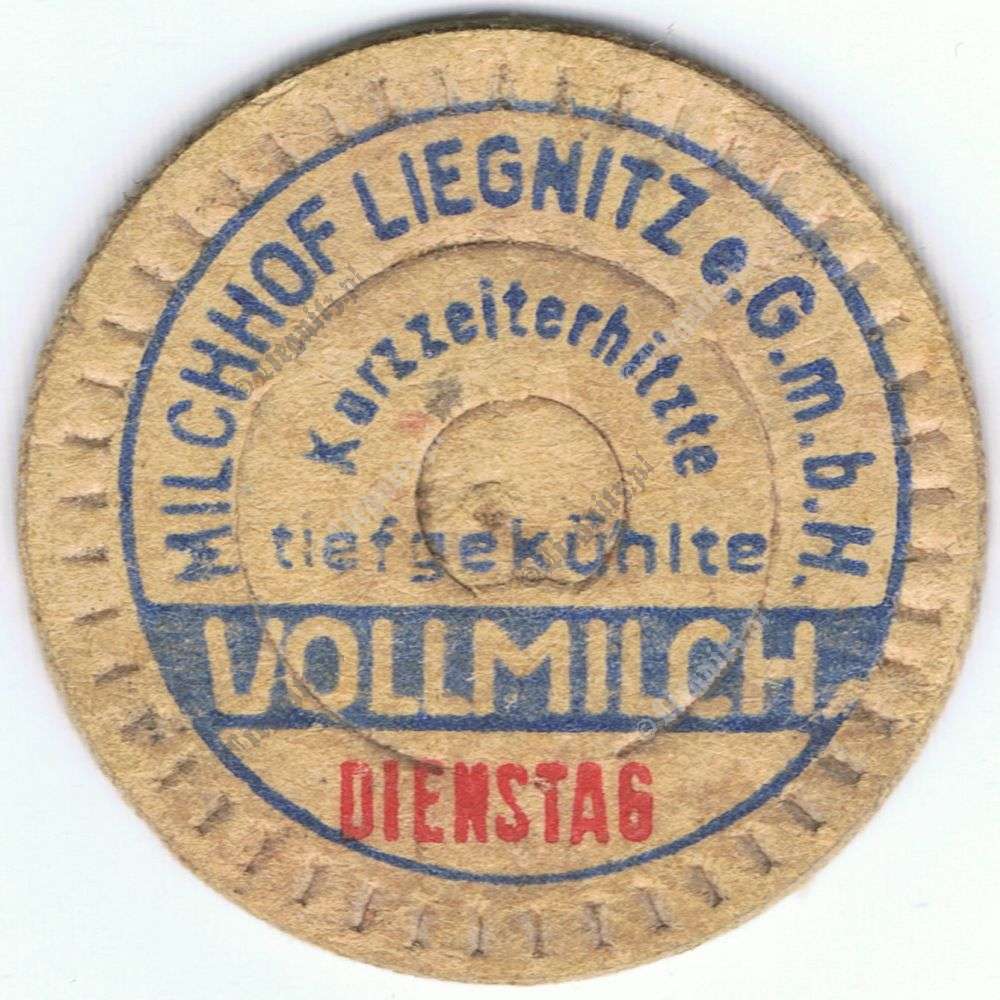 MILCHHOF LIEGNITZ e.G.m.b.H.
Kurzzeiterhitzte
tiefgekühlte
VOLLMILCH
DIENSTAG